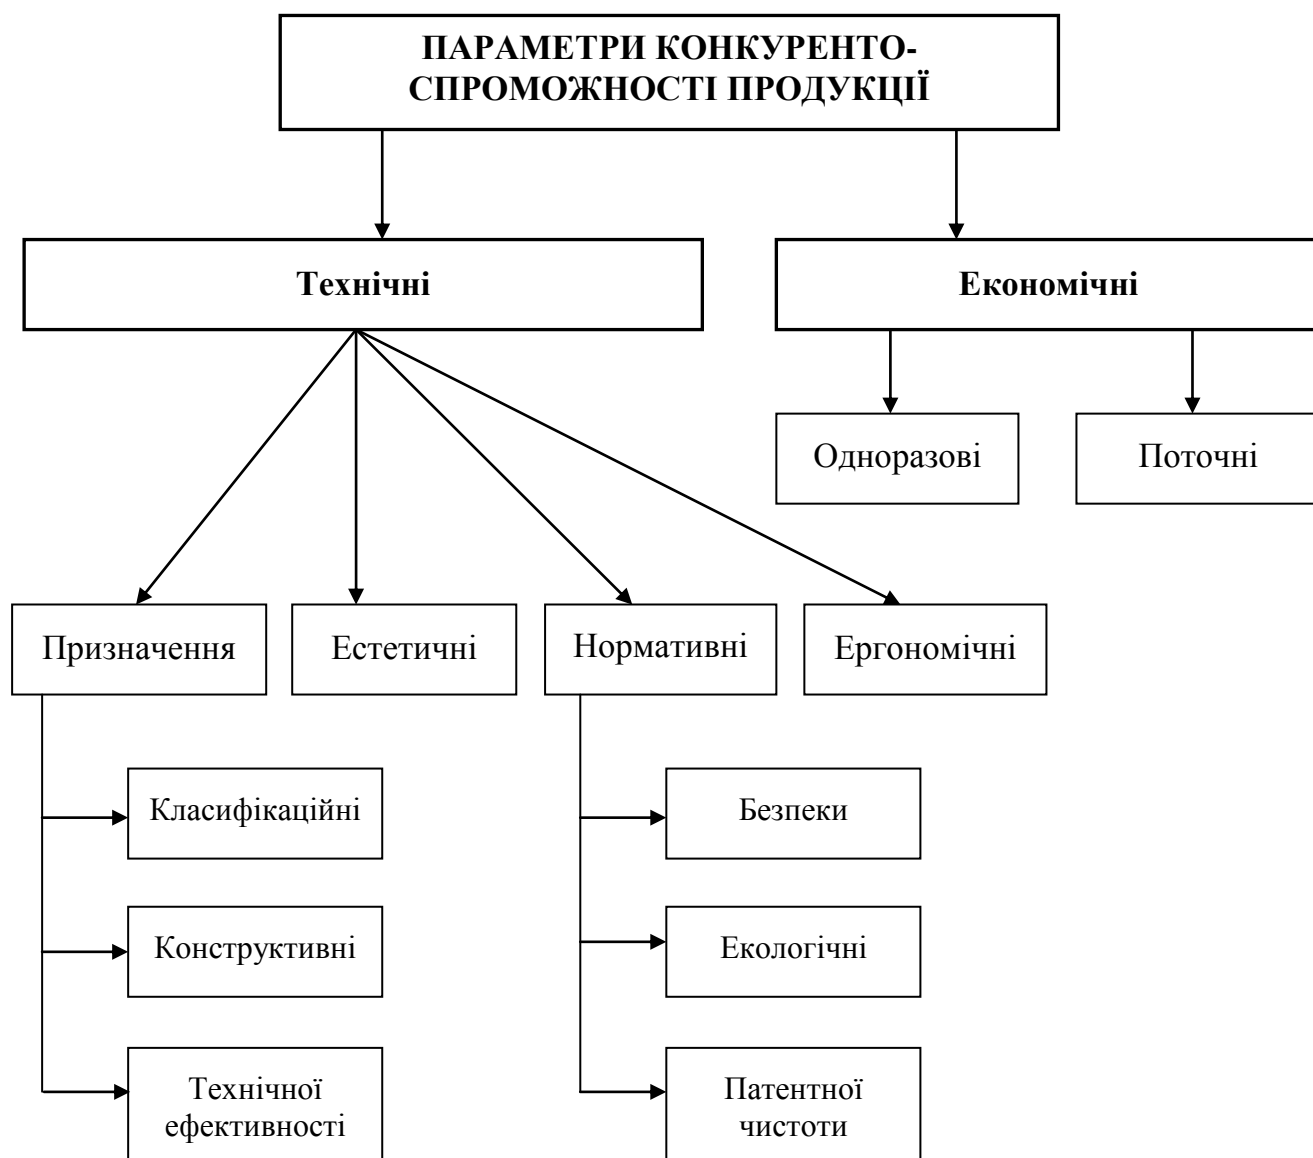 ПАРАМЕТРИ КОНКУРЕНТО-
СПРОМОЖНОСТІ ПРОДУКЦІЇ
Технічні
Економічні
Одноразові
Поточні
Призначення
Естетичні
Нормативні
Ергономічні
Класифікаційні
Безпеки
Конструктивні
Екологічні
Технічної
ефективності
Патентної
чистоти